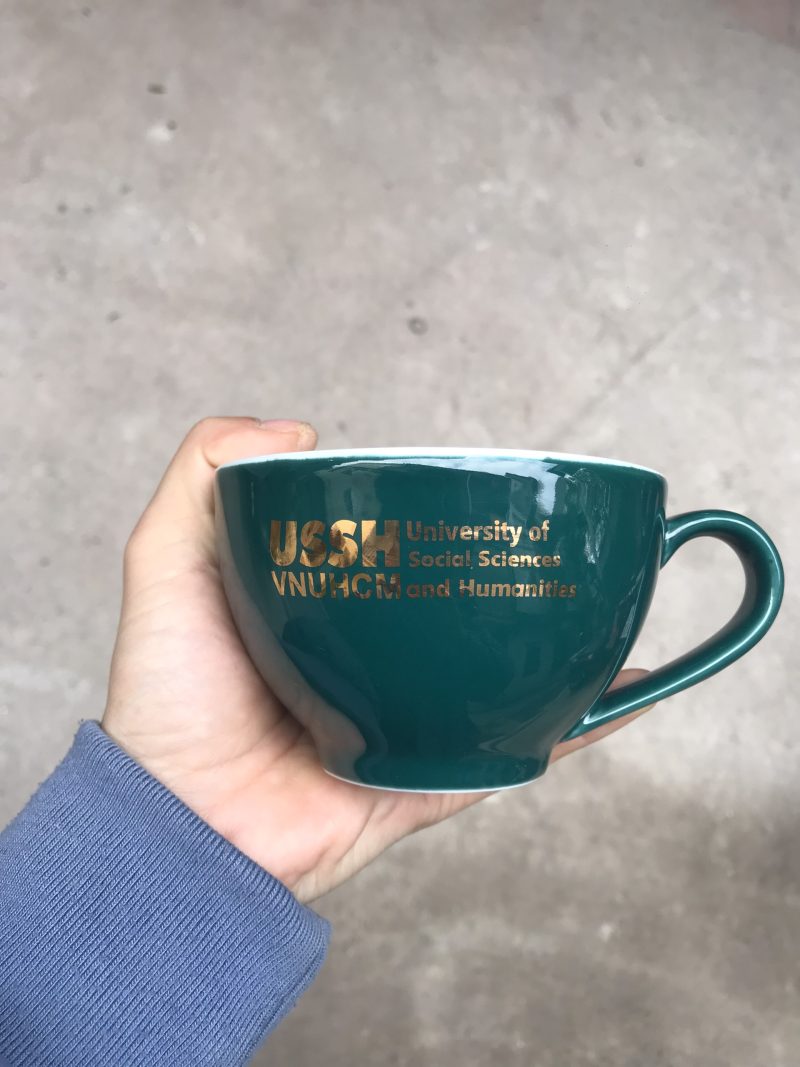 USSH University of
Social Sciences
VNUHCM and Humanities